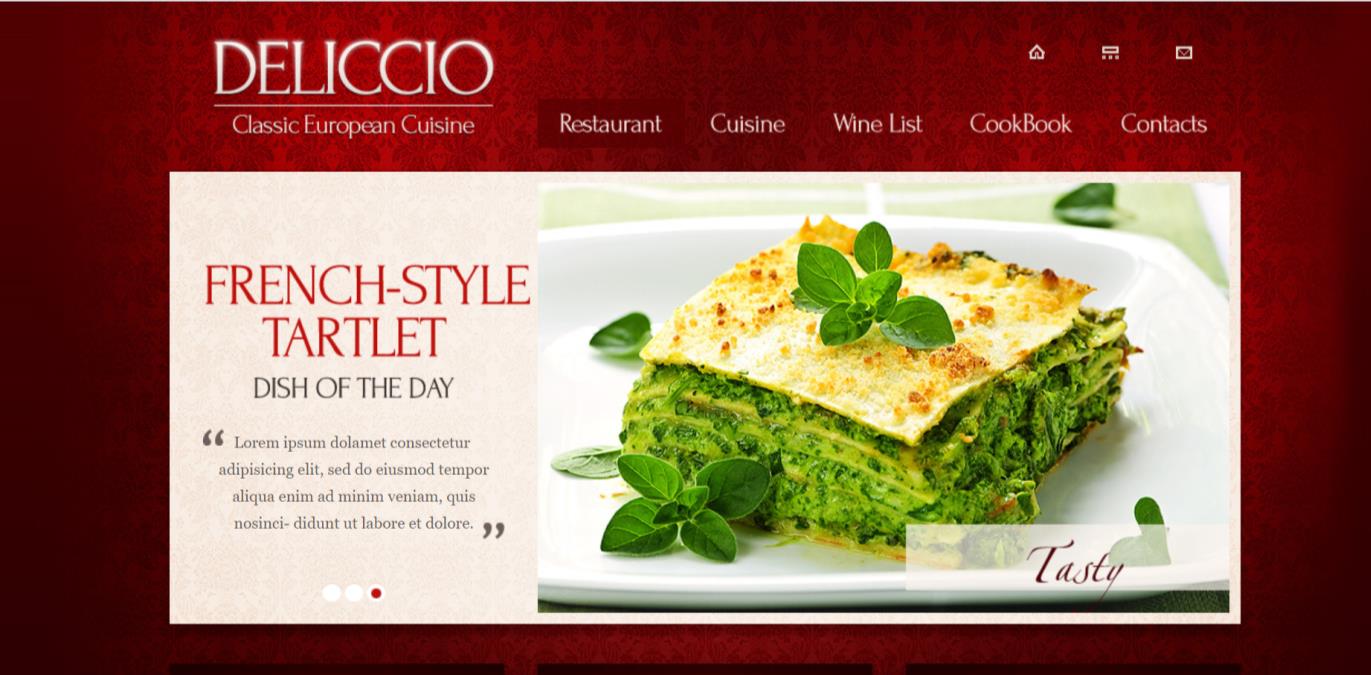 DELICCIO
Classic European Cuisine
Restaurant Cuisine Wine List CookBook Contacts
FRENCH-STYLE
TARTLET
DISH OF THE DAY
“ Lorem ipsum dolamet consectetur
adipisicing elit, sed do eiusmod tempor
aliqua enim ad minim veniam, quis
nosinci- didunt ut labore et dolore. ”
Tasty